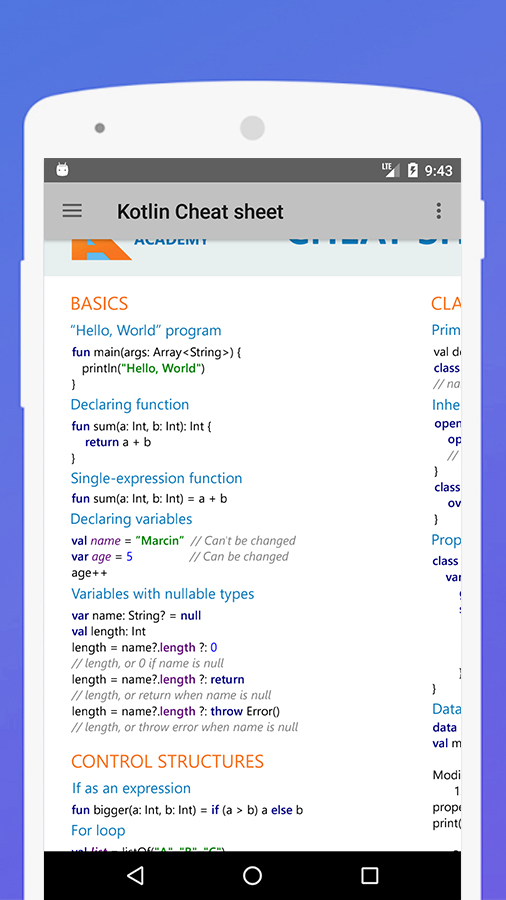 LTE 9:43
Kotlin Cheat sheet
ACADEMY
BASICS
"Hello, World" program
fun main(args: Array<String>) {
println("Hello, World")
}
Declaring function
fun sum(a: Int, b: Int): Int {
return a + b
}
Single-expression function
fun sum(a: Int, b: Int) = a + b
Declaring variables
val name = "Marcin" // Can't be changed
var age = 5 // Can be changed
age++
Variables with nullable types
var name: String? = null
val length: Int
length = name?.length ?: 0
// length, or 0 if name is null
length = name?.length ?: return
// length, or return when name is null
length = name?.length ?: throw Error()
// length, or throw error when name is null
CONTROL STRUCTURES
If as an expression
fun bigger(a: Int, b: Int) = if (a > b) a else b
For loop
val list = listOf("A", "B", "C")
CLA
Prim
val d
class
// na
Inhe
open
op
//
}
class
ov
}
Prop
class
var
}
Data
data
val m
Modi
1
prope
print(